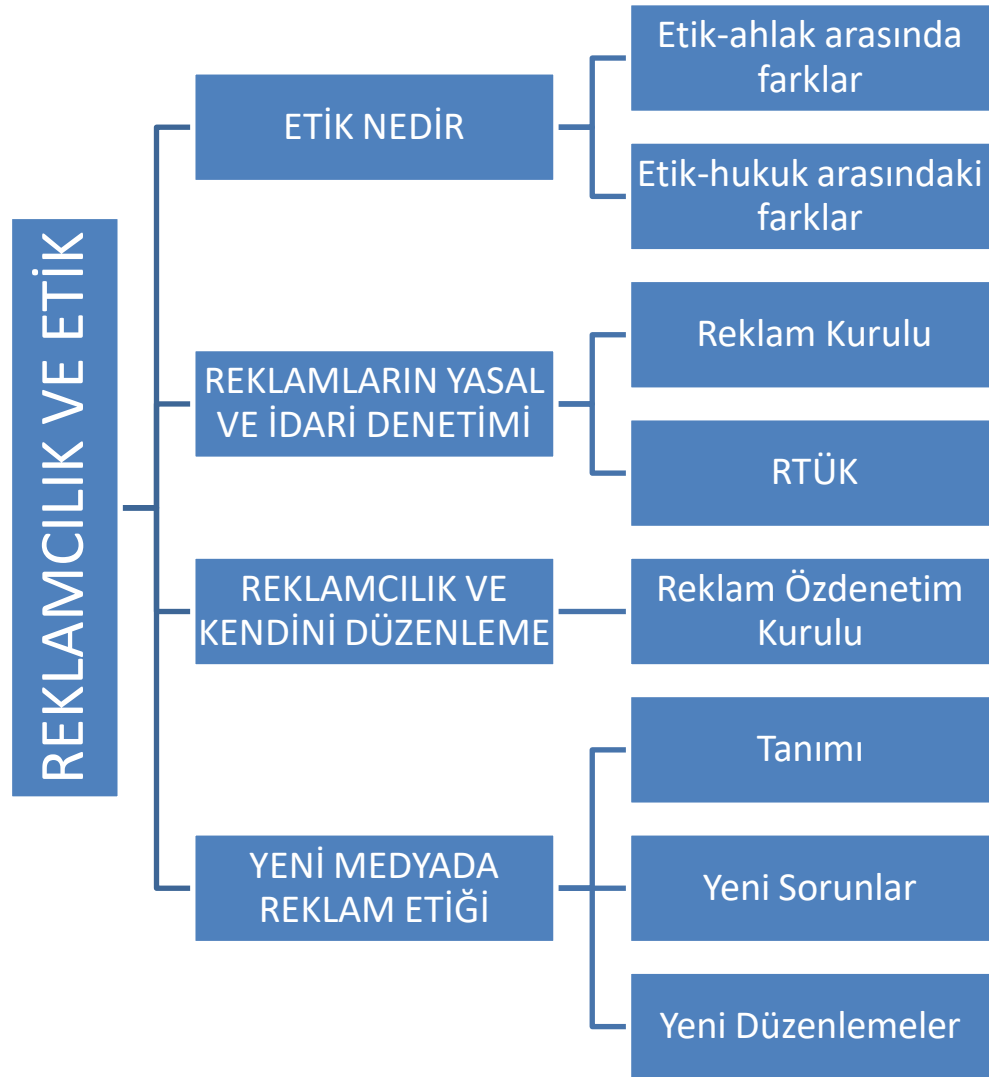 REKLAMCILIK VE ETİK
ETİK NEDİR
Etik-ahlak arasında
farklar
Etik-hukuk arasındaki
farklar
REKLAMLARIN YASAL
VE İDARİ DENETİMİ
Reklam Kurulu
RTÜK
REKLAMCILIK VE
KENDİNİ DÜZENLEME
Reklam Özdenetim
Kurulu
YENİ MEDYADA
REKLAM ETİĞİ
Tanımı
Yeni Sorunlar
Yeni Düzenlemeler